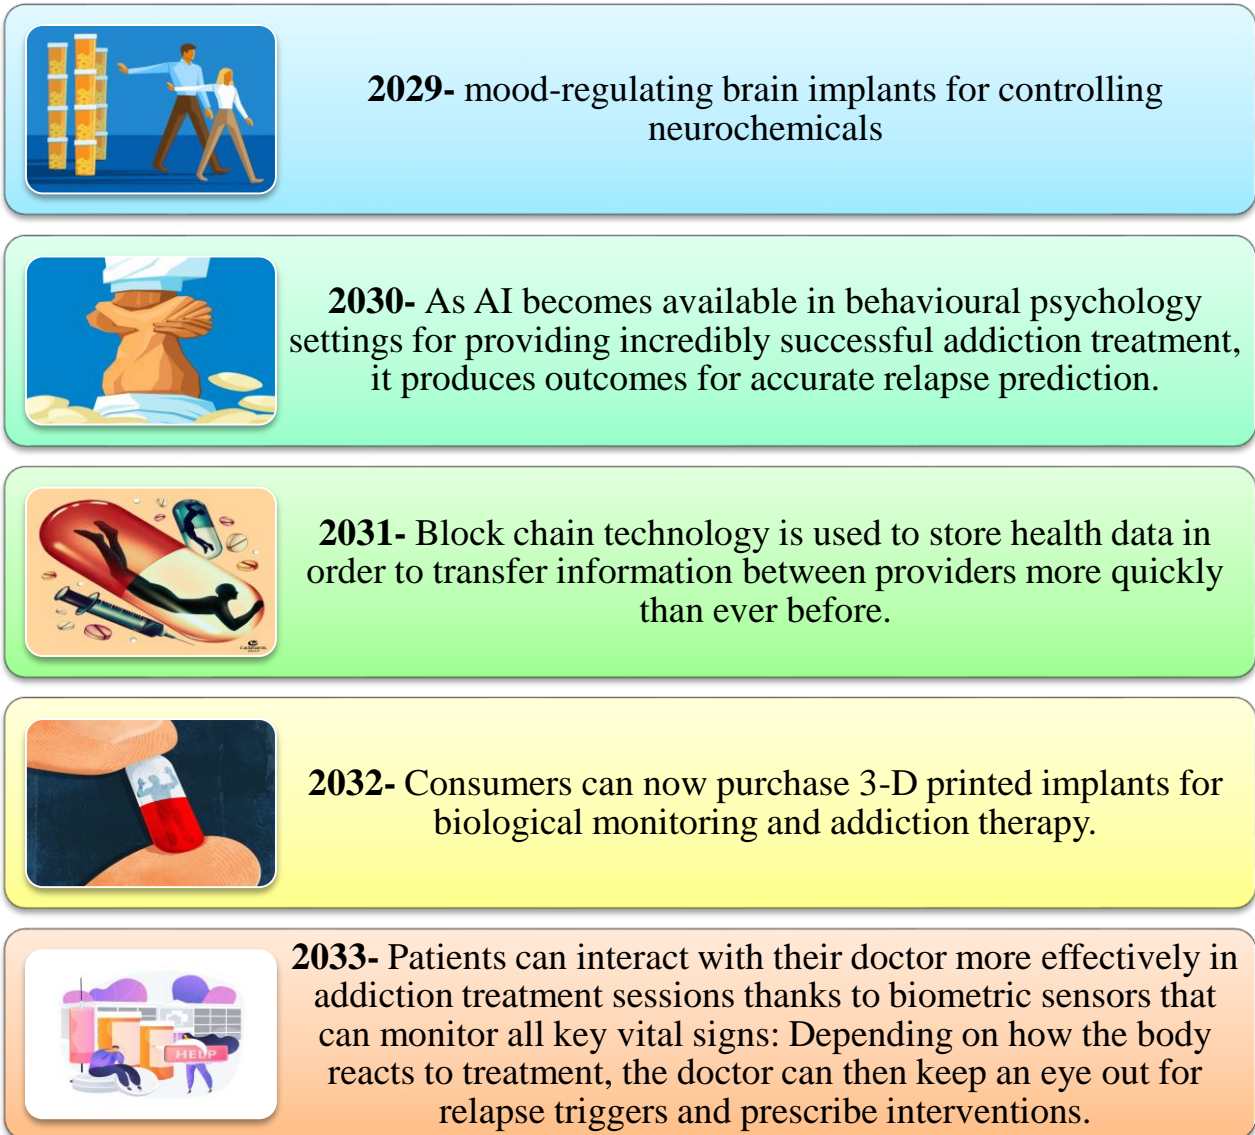 2029- mood-regulating brain implants for controlling
neurochemicals
2030- As AI becomes available in behavioural psychology
settings for providing incredibly successful addiction treatment,
it produces outcomes for accurate relapse prediction.
2031- Block chain technology is used to store health data in
order to transfer information between providers more quickly
than ever before.
2032- Consumers can now purchase 3-D printed implants for
biological monitoring and addiction therapy.
2033- Patients can interact with their doctor more effectively in
addiction treatment sessions thanks to biometric sensors that
can monitor all key vital signs: Depending on how the body
reacts to treatment, the doctor can then keep an eye out for
HELP
relapse triggers and prescribe interventions.